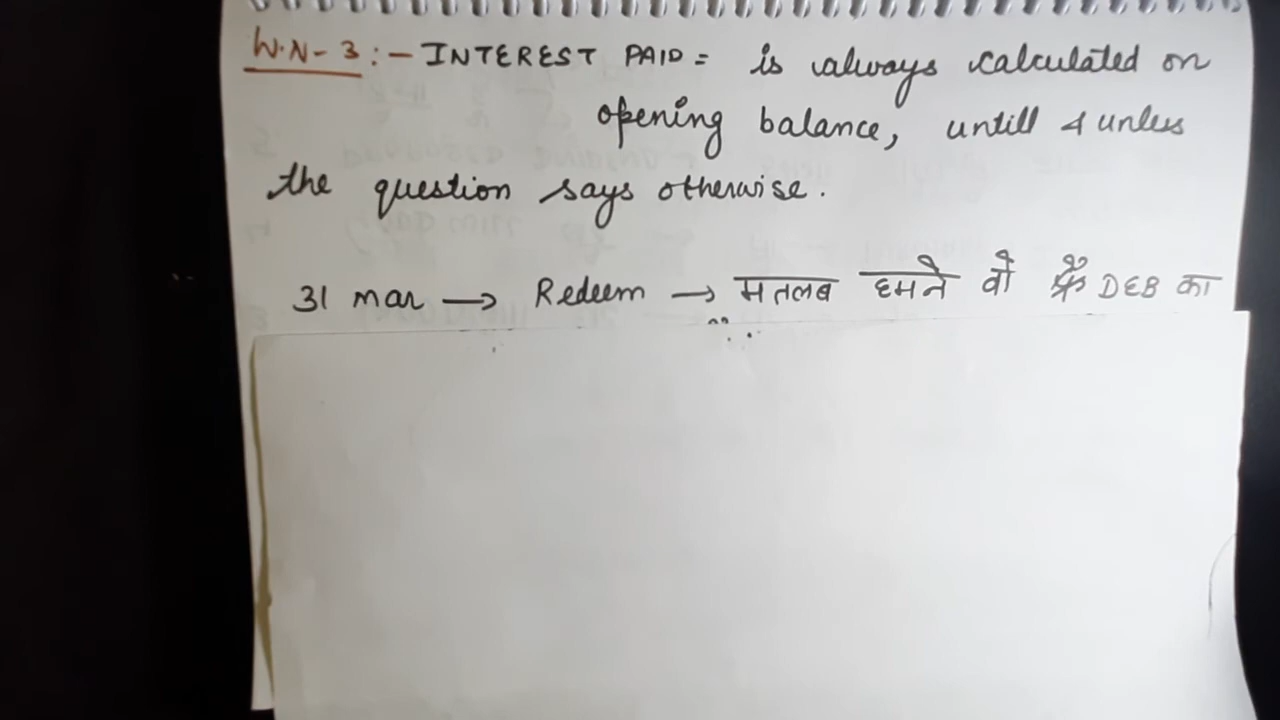 W.N-3:- INTEREST PAID = is always calculated on
opening balance, untill & unless
the question says otherwise.
31 mar → Redeem → मतलब हमने वो DEB का